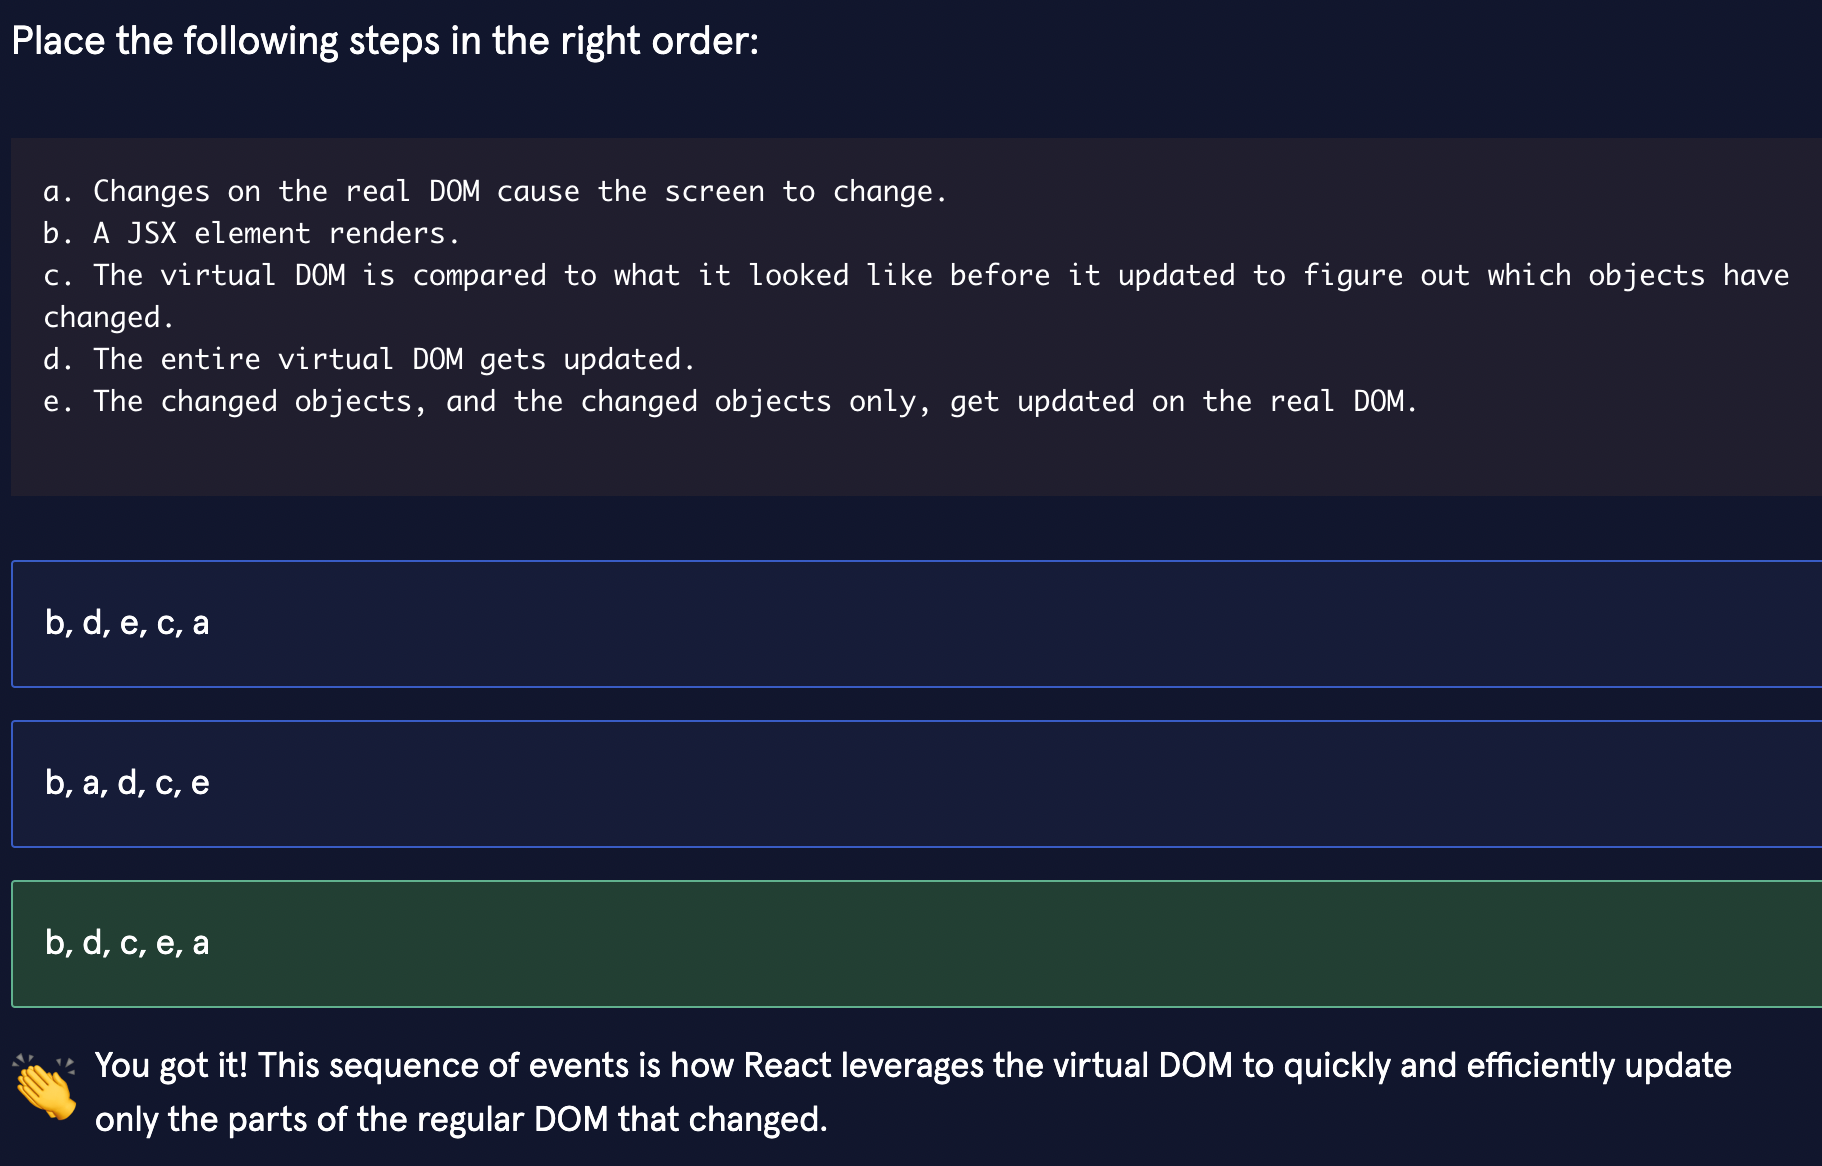 Place the following steps in the right order:
a. Changes on the real DOM cause the screen to change.
b. A JSX element renders.
c. The virtual DOM is compared to what it looked like before it updated to figure out which objects have
changed.
d. The entire virtual DOM gets updated.
e. The changed objects, and the changed objects only, get updated on the real DOM.
b, d, e, c, a
b, a, d, c, e
b, d, c, e, a
You got it! This sequence of events is how React leverages the virtual DOM to quickly and efficiently update
only the parts of the regular DOM that changed.